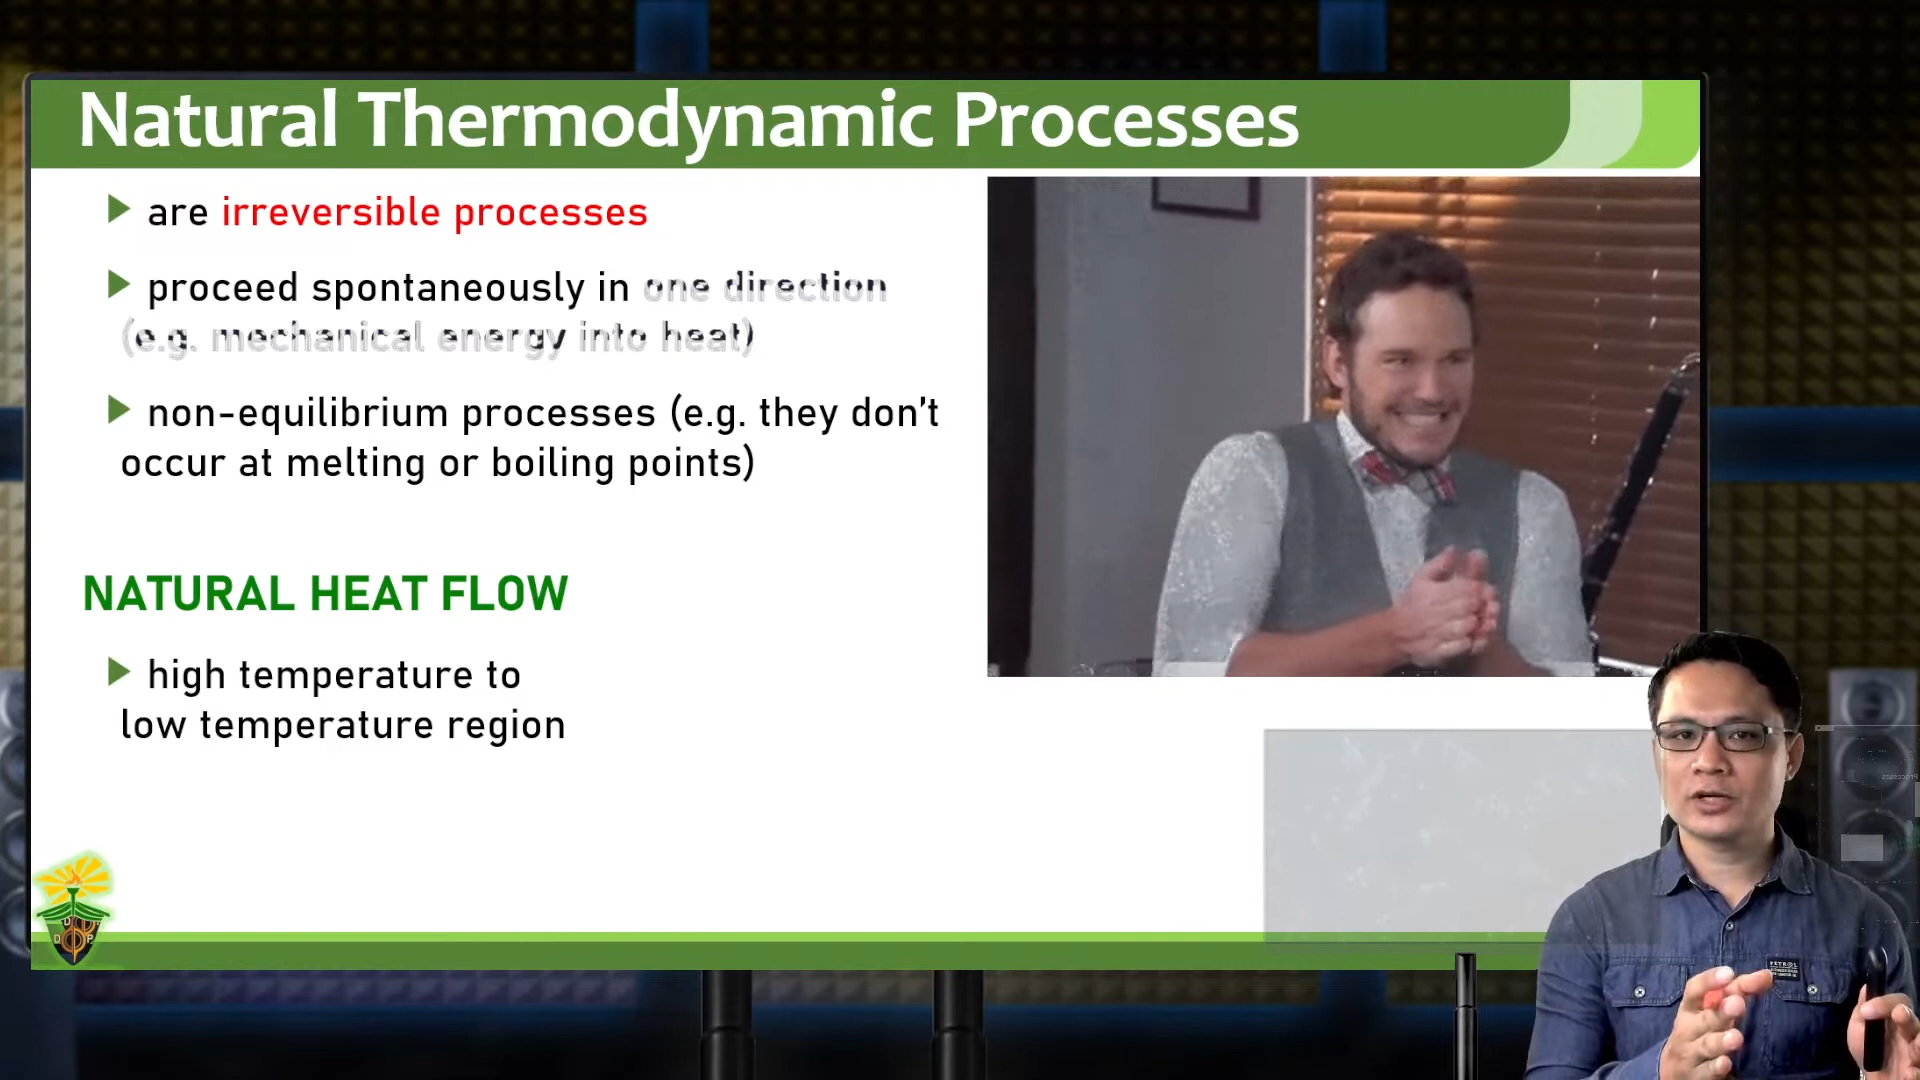 Natural Thermodynamic Processes
are irreversible processes
proceed spontaneously in one direction
(e.g. mechanical energy into heat)
non-equilibrium processes (e.g. they don't
occur at melting or boiling points)
NATURAL HEAT FLOW
high temperature to
low temperature region
PETROL